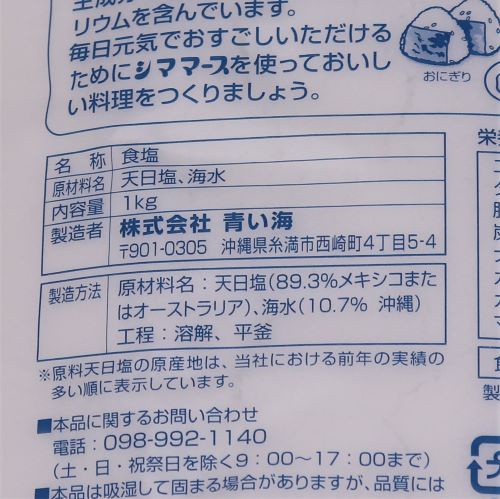 リウムを含んでいます。
毎日元気でおすごしいただける
ためにシママースを使っておいし
い料理をつくりましょう。
おにぎり
名 称 食塩
原材料名 天日塩、海水
内容量 1kg
製造者 株式会社 青い海
〒901-0305 沖縄県糸満市西崎町4丁目5-4
製造方法 原材料名：天日塩(89.3%メキシコまた
はオーストラリア)、海水(10.7% 沖縄)
工程：溶解、平釜
※原料天日塩の原産地は、当社における前年の実績の
多い順に表示しています。
■本品に関するお問い合わせ
電話：098-992-1140
(土・日・祝祭日を除く9：00〜17：00まで)
■本品は吸湿して固まる場合がありますが、品質には